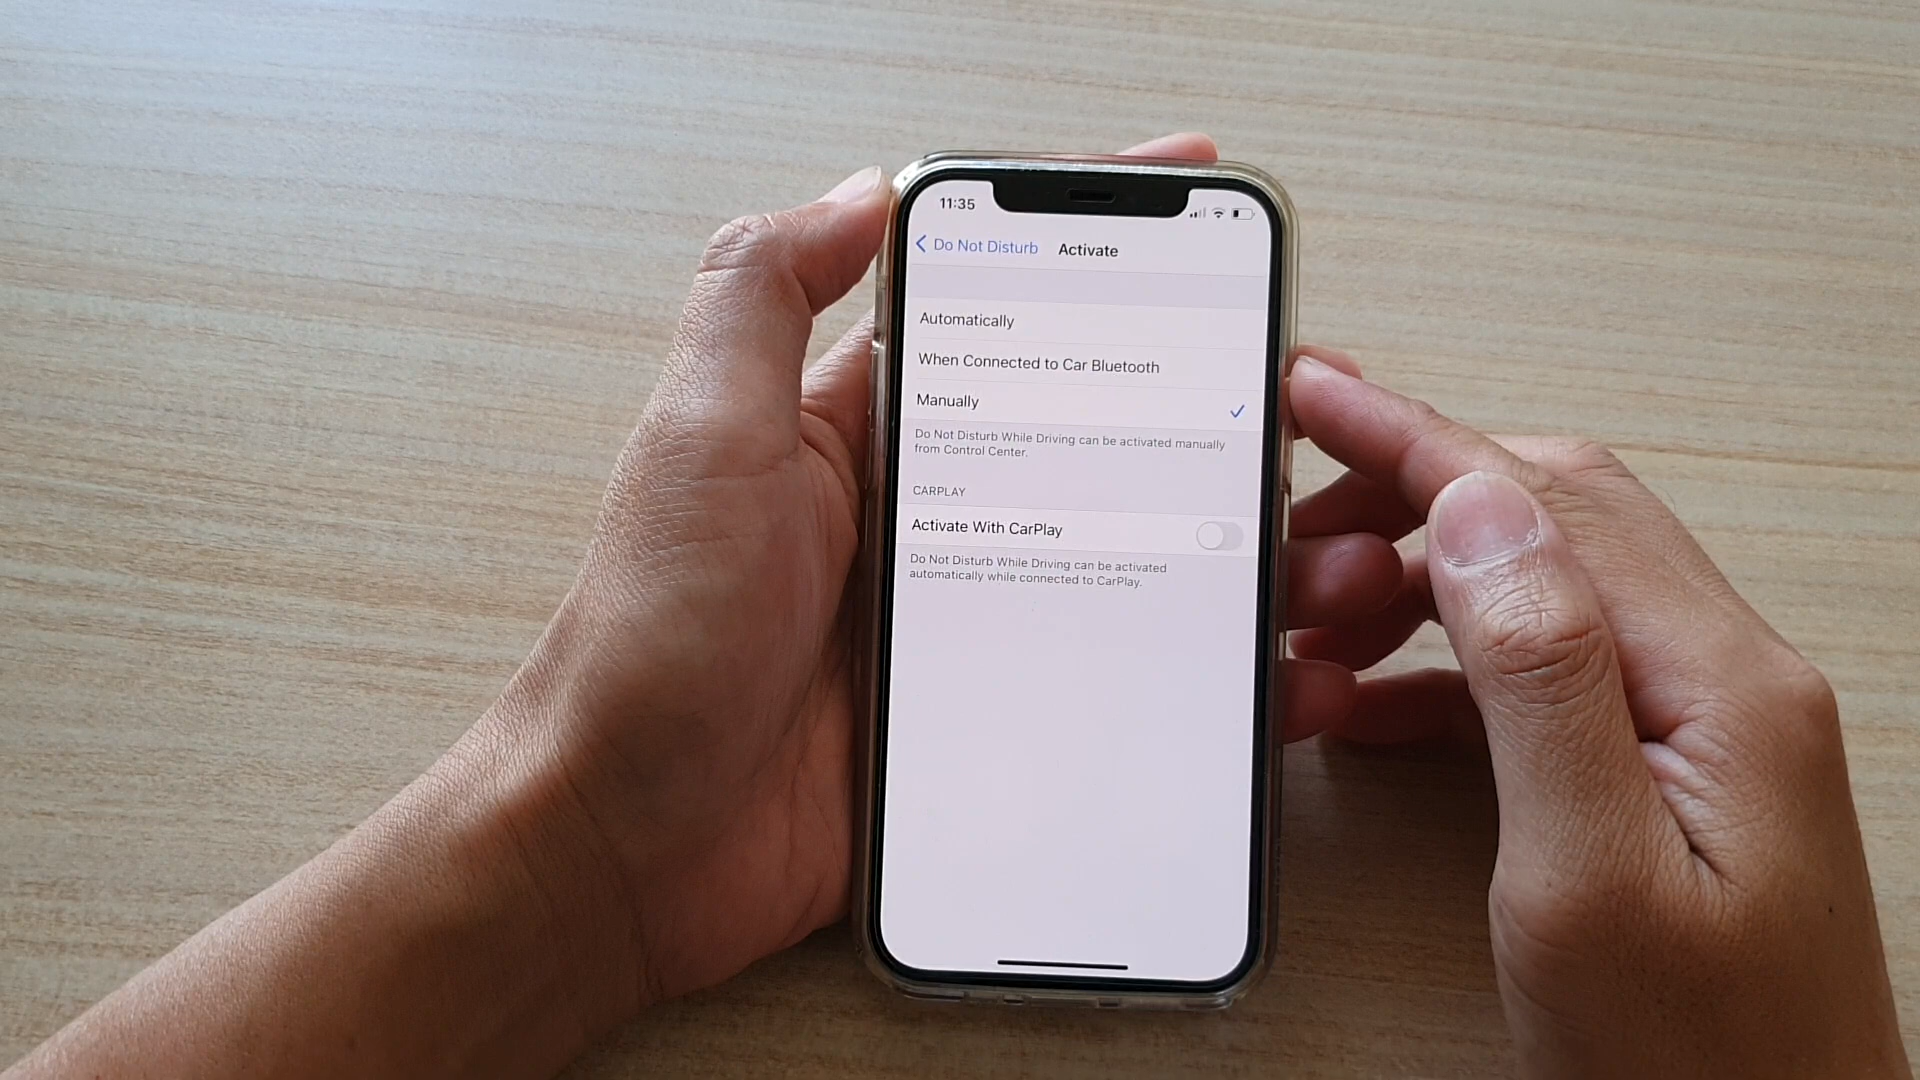 11:35
Do Not Disturb Activate
Automatically
When Connected to Car Bluetooth
Manually
Do Not Disturb While Driving can be activated manually
from Control Center.
CARPLAY
Activate With CarPlay
Do Not Disturb While Driving can be activated
automatically while connected to CarPlay.